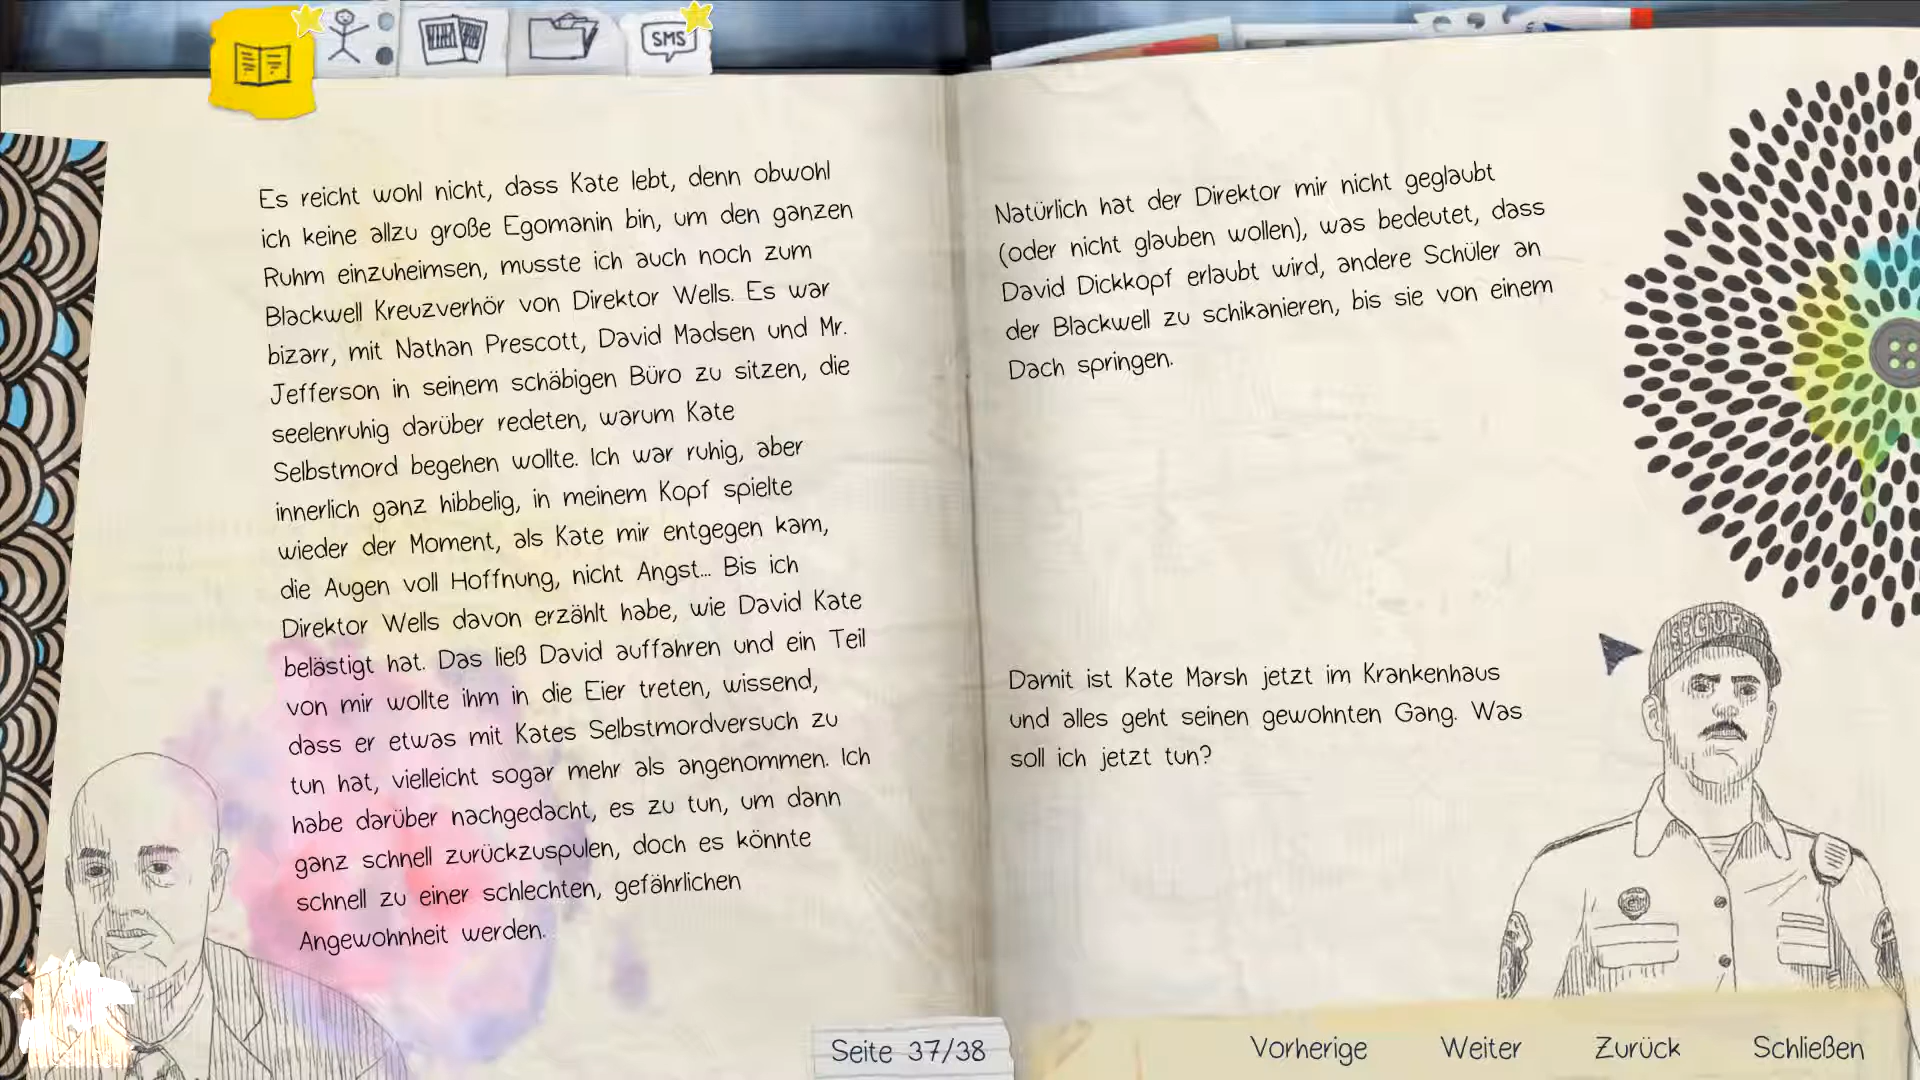 SMS
Es reicht wohl nicht, dass Kate lebt, denn obwohl
ich keine allzu große Egomanin bin, um den ganzen
Ruhm einzuheimsen, musste ich auch noch zum
Blackwell Kreuzverhör von Direktor Wells. Es war
bizarr, mit Nathan Prescott, David Madsen und Mr.
Jefferson in seinem schäbigen Büro zu sitzen, die
seelenruhig darüber redeten, warum Kate
Selbstmord begehen wollte. Ich war ruhig, aber
innerlich ganz hibbelig, in meinem Kopf spielte
wieder der Moment, als Kate mir entgegen kam,
die Augen voll Hoffnung, nicht Angst... Bis ich
Direktor Wells davon erzählt habe, wie David Kate
belästigt hat. Das ließ David auffahren und ein Teil
von mir wollte ihm in die Eier treten, wissend,
dass er etwas mit Kates Selbstmordversuch zu
tun hat, vielleicht sogar mehr als angenommen. Ich
habe darüber nachgedacht, es zu tun, um dann
ganz schnell zurückzuspulen, doch es könnte
schnell zu einer schlechten, gefährlichen
Angewohnheit werden.
Natürlich hat der Direktor mir nicht geglaubt
(oder nicht glauben wollen), was bedeutet, dass
David Dickkopf erlaubt wird, andere Schüler an
der Blackwell zu schikanieren, bis sie von einem
Dach springen.
SECURITY
Damit ist Kate Marsh jetzt im Krankenhaus
und alles geht seinen gewohnten Gang. Was
soll ich jetzt tun?
Seite 37/38
Vorherige
Weiter
Zurück
Schließen